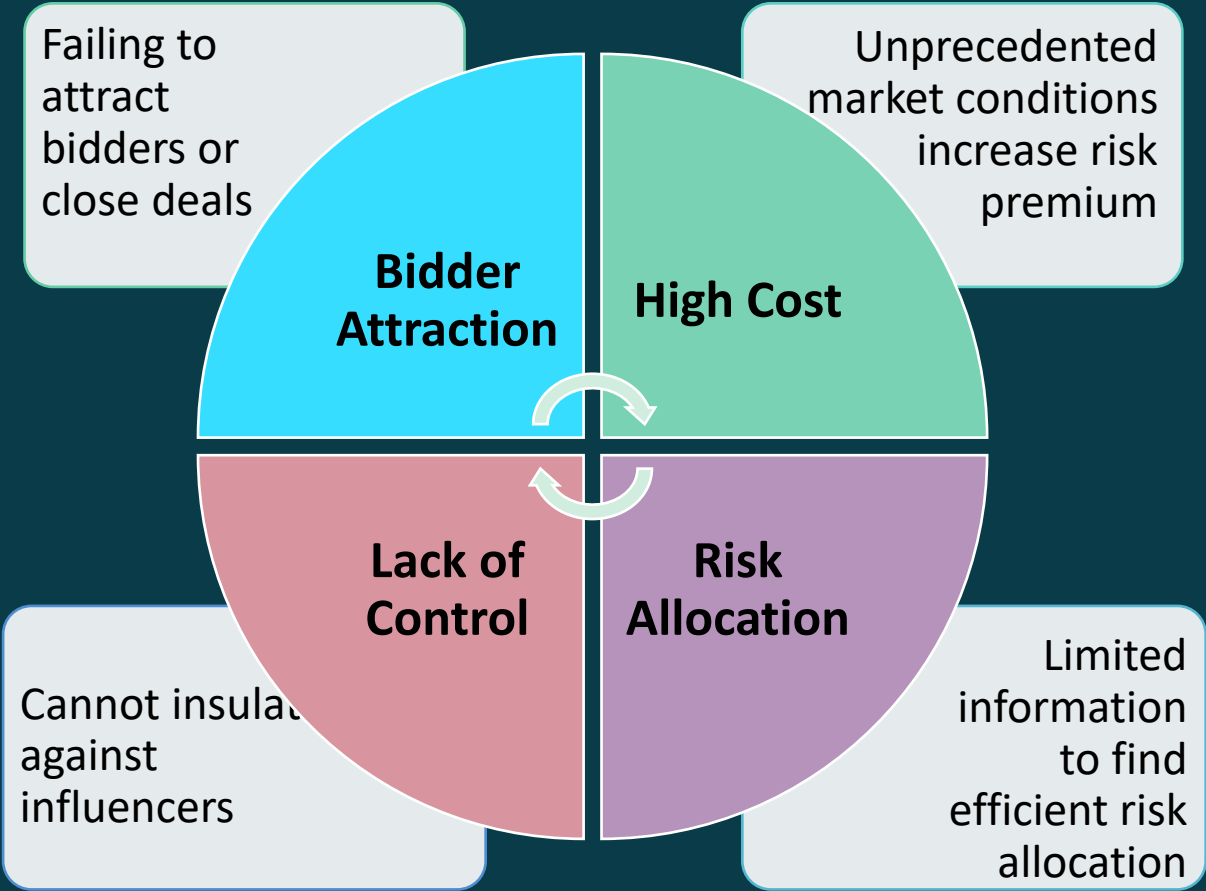 Failing to
attract
bidders or
close deals
Unprecedented
market conditions
increase risk
premium
Bidder
Attraction
High Cost
Lack of
Control
Risk
Allocation
Cannot insulat
against
influencers
Limited
information
to find
efficient risk
allocation